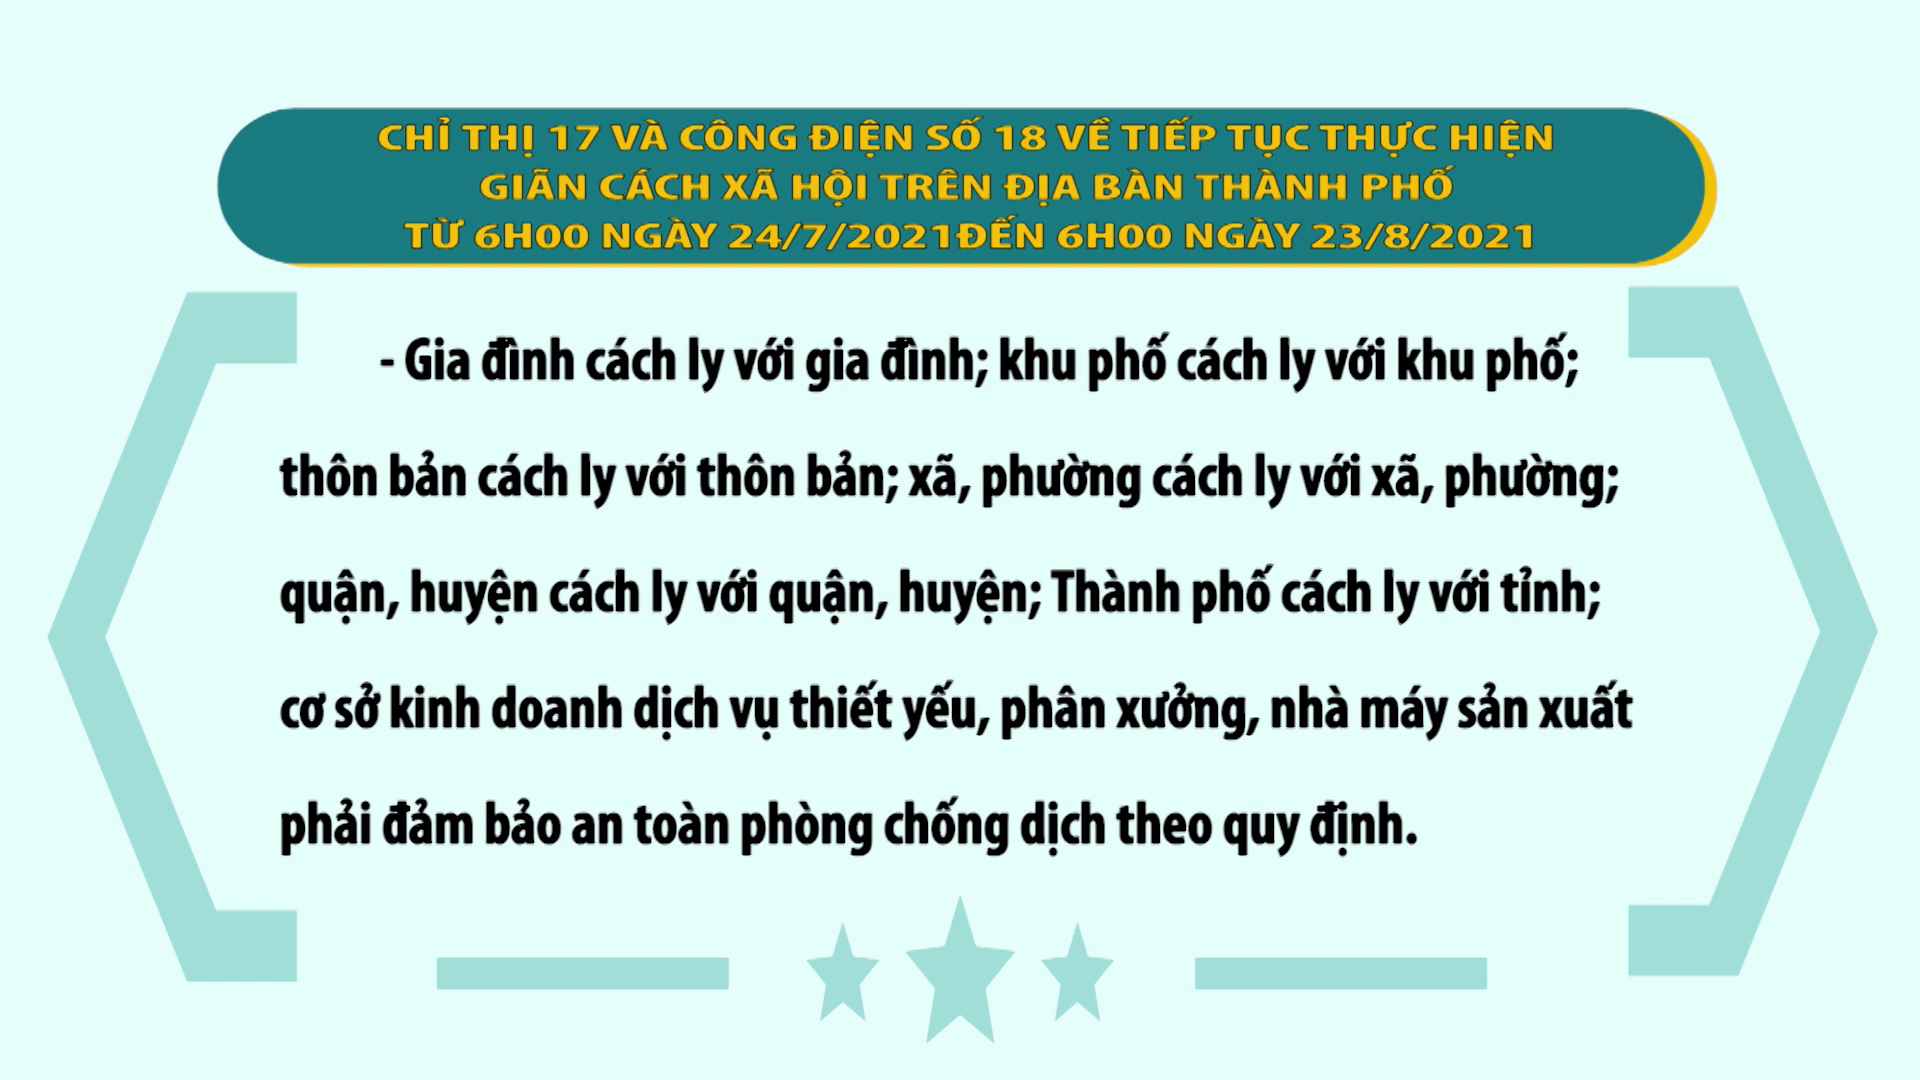 CHỈ THỊ 17 VÀ CÔNG ĐIỆN SỐ 18 VỀ TIẾP TỤC THỰC HIỆN
GIÃN CÁCH XÃ HỘI TRÊN ĐỊA BÀN THÀNH PHỐ
TỪ 6H00 NGÀY 24/7/2021ĐẾN 6H00 NGÀY 23/8/2021
- Gia đình cách ly với gia đình; khu phố cách ly với khu phố;
thôn bản cách ly với thôn bản; xã, phường cách ly với xã, phường;
quận, huyện cách ly với quận, huyện; Thành phố cách ly với tỉnh;
cơ sở kinh doanh dịch vụ thiết yếu, phân xưởng, nhà máy sản xuất
phải đảm bảo an toàn phòng chống dịch theo quy định.